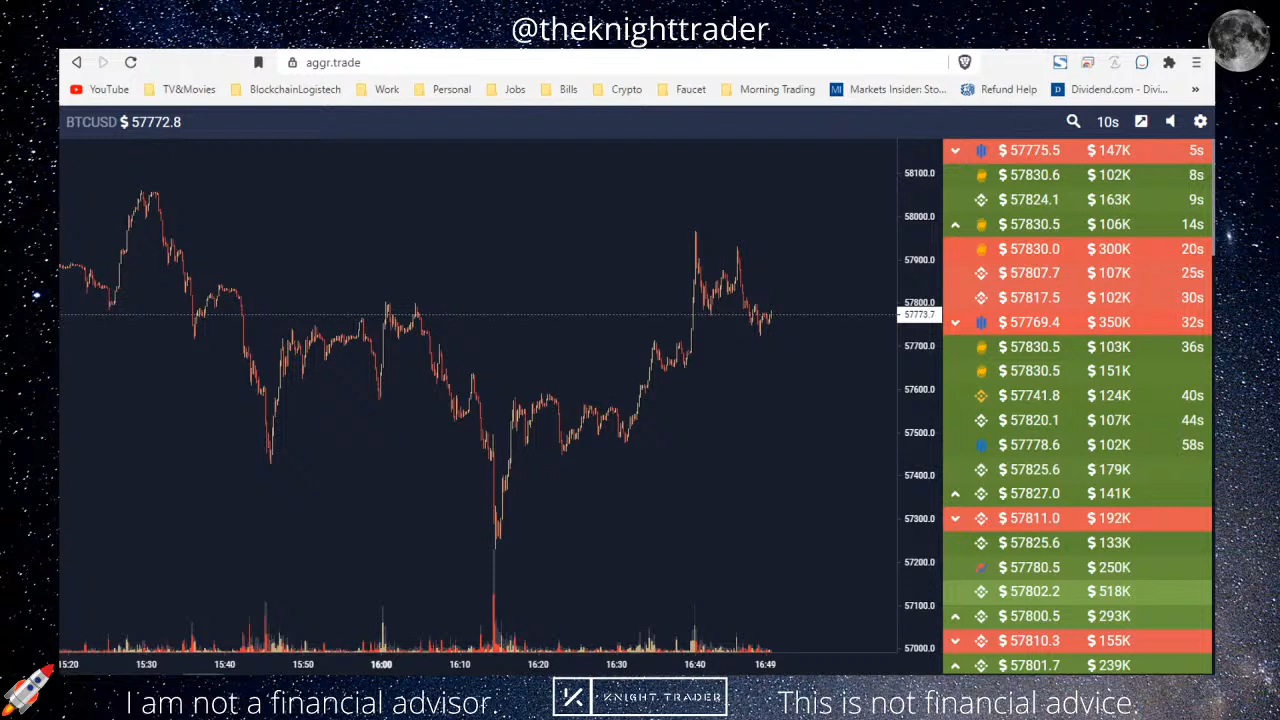 @theknighttrader
aggr.trade
YouTube TV&Movies BlockchainLogistech Work Personal Jobs Bills Crypto Faucet Morning Trading MI Markets Insider: Sto... Refund Help D Dividend.com - Divi... »
BTCUSD $ 57772.8 10s
58100.0
58000.0
57900.0
57800.0
57773.7
57700.0
57600.0
57500.0
57400.0
57300.0
57200.0
57100.0
57000.0
15:20 15:30 15:40 15:50 16:00 16:10 16:20 16:30 16:40 16:49
$ 57775.5 $ 147K 5s
$ 57830.6 $ 102K 8s
$ 57824.1 $ 163K 9s
$ 57830.5 $ 106K 14s
$ 57830.0 $ 300K 20s
$ 57807.7 $ 107K 25s
$ 57817.5 $ 102K 30s
$ 57769.4 $ 350K 32s
$ 57830.5 $ 103K 36s
$ 57830.5 $ 151K
$ 57741.8 $ 124K 40s
$ 57820.1 $ 107K 44s
$ 57778.6 $ 102K 58s
$ 57825.6 $ 179K
$ 57827.0 $ 141K
$ 57811.0 $ 192K
$ 57825.6 $ 133K
$ 57780.5 $ 250K
$ 57802.2 $ 518K
$ 57800.5 $ 293K
$ 57810.3 $ 155K
$ 57801.7 $ 239K
I am not a financial advisor. KNIGHT TRADER This is not financial advice.